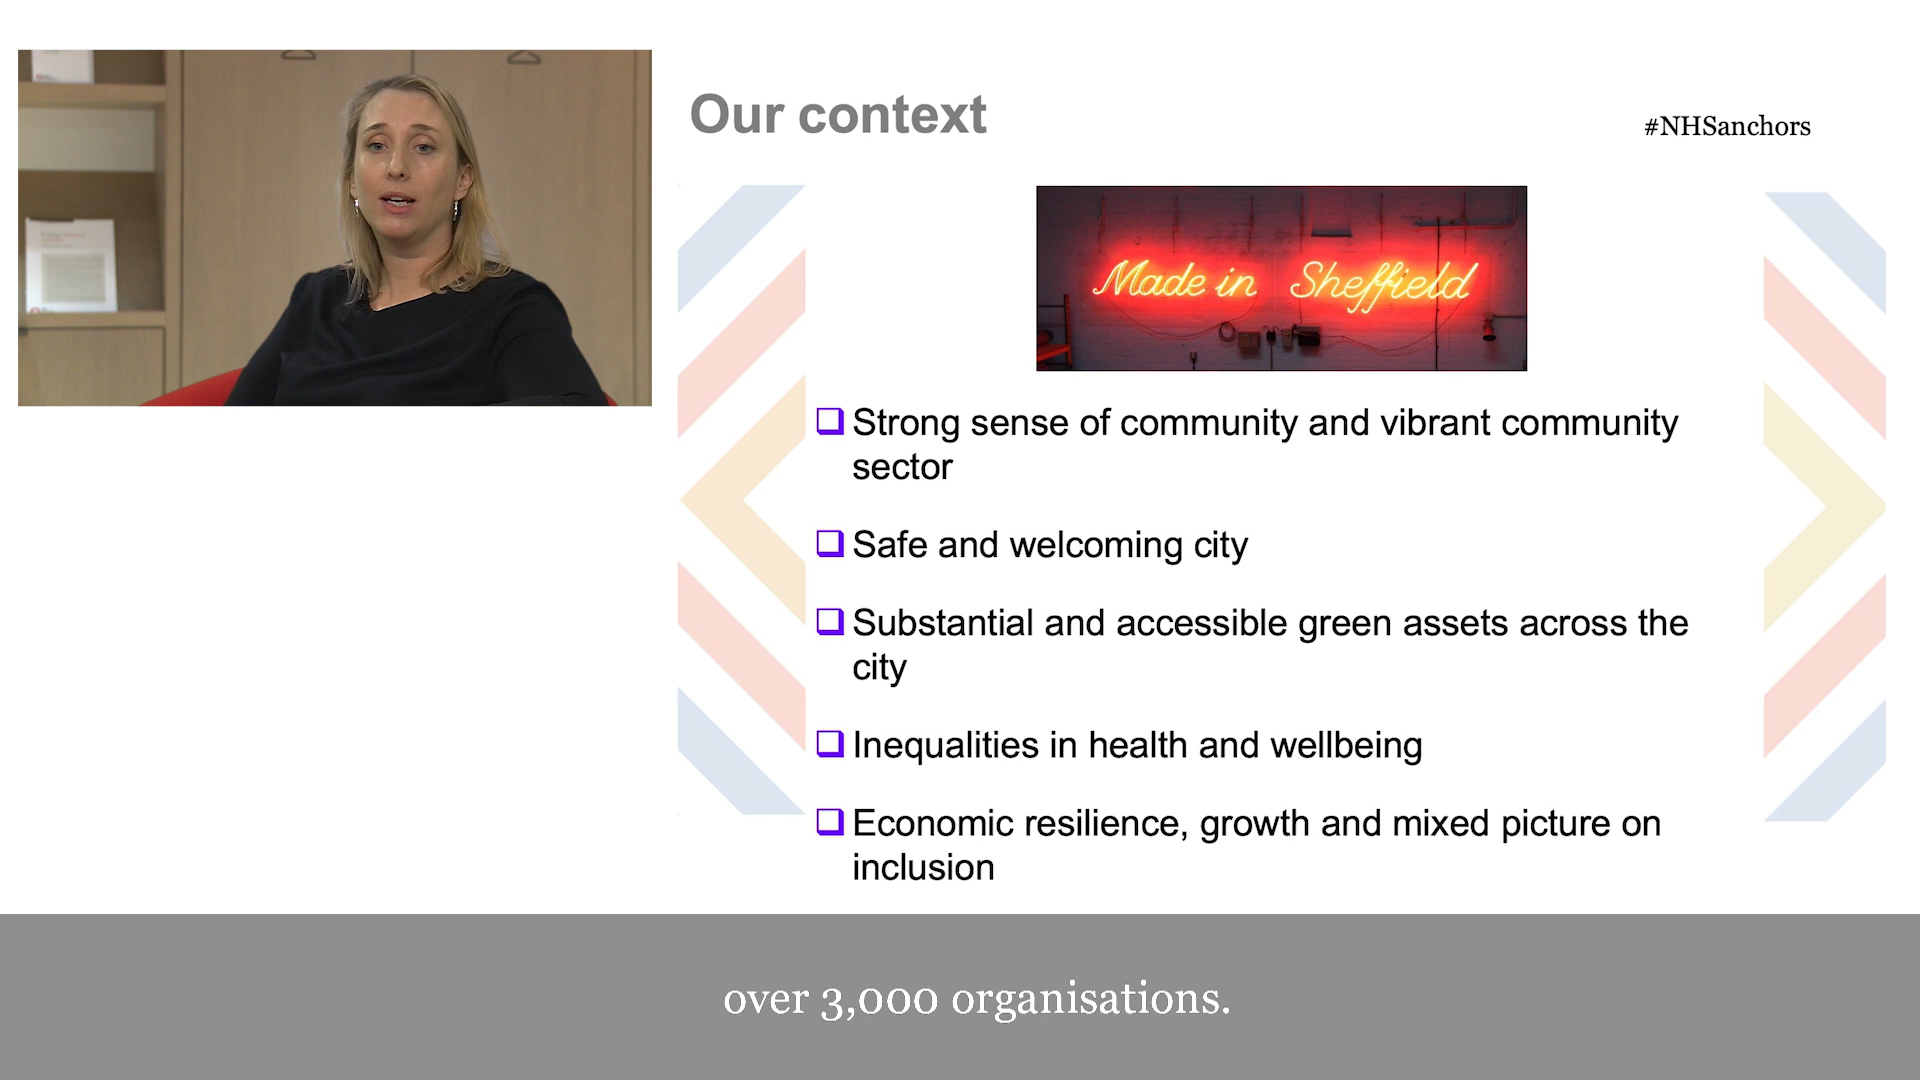 Our context
#NHSanchors
Made in Sheffield
Strong sense of community and vibrant community
sector
Safe and welcoming city
Substantial and accessible green assets across the
city
Inequalities in health and wellbeing
Economic resilience, growth and mixed picture on
inclusion
over 3,000 organisations.